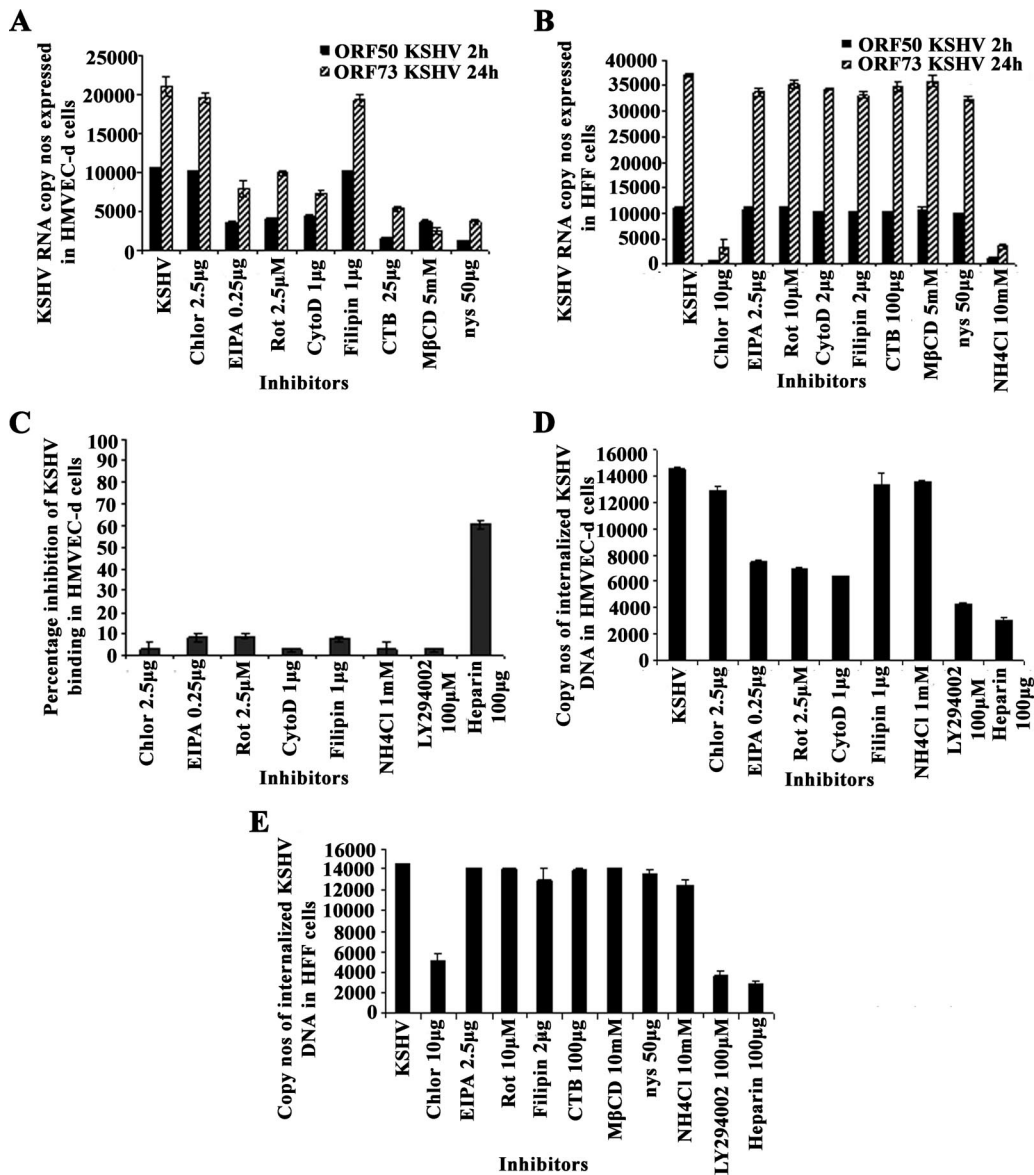 A
ORF50 KSHV 2h
ORF73 KSHV 24h
KSHV RNA copy nos expressed
in HMVEC-d cells
25000
20000
15000
10000
5000
0
KSHV
Chlor 2.5µg
EIPA 0.25µg
Rot 2.5µM
CytoD 1µg
Filipin 1µg
CTB 25µg
MβCD 5mM
nys 50µg
Inhibitors
B
ORF50 KSHV 2h
ORF73 KSHV 24h
KSHV RNA copy nos expressed
in HFF cells
40000
35000
30000
25000
20000
15000
10000
5000
0
KSHV
Chlor 10µg
EIPA 2.5µg
Rot 10µM
CytoD 2µg
Filipin 2µg
CTB 100µg
MβCD 5mM
nys 50µg
NH4Cl 10mM
Inhibitors
C
Percentage inhibition of KSHV
binding in HMVEC-d cells
100
90
80
70
60
50
40
30
20
10
0
Chlor 2.5µg
EIPA 0.25µg
Rot 2.5µM
CytoD 1µg
Filipin 1µg
NH4Cl 1mM
LY294002
100µM
Heparin
100µg
Inhibitors
D
Copy nos of internalized KSHV
DNA in HMVEC-d cells
16000
14000
12000
10000
8000
6000
4000
2000
0
KSHV
Chlor 2.5µg
EIPA 0.25µg
Rot 2.5µM
CytoD 1µg
Filipin 1µg
NH4Cl 1mM
LY294002
100µM
Heparin 100µg
Inhibitors
E
Copy nos of internalized KSHV
DNA in HFF cells
16000
14000
12000
10000
8000
6000
4000
2000
0
KSHV
Chlor 10µg
EIPA 2.5µg
Rot 10µM
Filipin 2µg
CTB 100µg
MβCD 10mM
nys 50µg
NH4Cl 10mM
LY294002 100µM
Heparin 100µg
Inhibitors